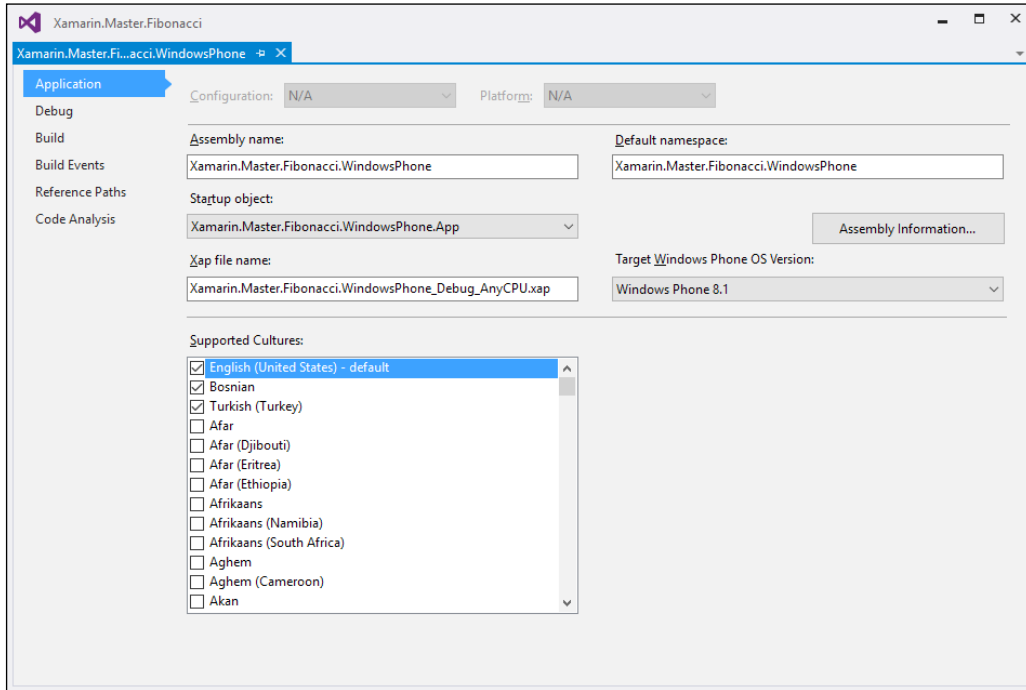 Xamarin.Master.Fibonacci
Xamarin.Master.Fi...acci.WindowsPhone
Application
Debug
Build
Build Events
Reference Paths
Code Analysis
Configuration: N/A Platform: N/A
Assembly name: Default namespace:
Xamarin.Master.Fibonacci.WindowsPhone Xamarin.Master.Fibonacci.WindowsPhone
Startup object:
Xamarin.Master.Fibonacci.WindowsPhone.App Assembly Information...
Xap file name: Target Windows Phone OS Version:
Xamarin.Master.Fibonacci.WindowsPhone_Debug_AnyCPU.xap Windows Phone 8.1
Supported Cultures:
English (United States) - default
Bosnian
Turkish (Turkey)
Afar
Afar (Djibouti)
Afar (Eritrea)
Afar (Ethiopia)
Afrikaans
Afrikaans (Namibia)
Afrikaans (South Africa)
Aghem
Aghem (Cameroon)
Akan